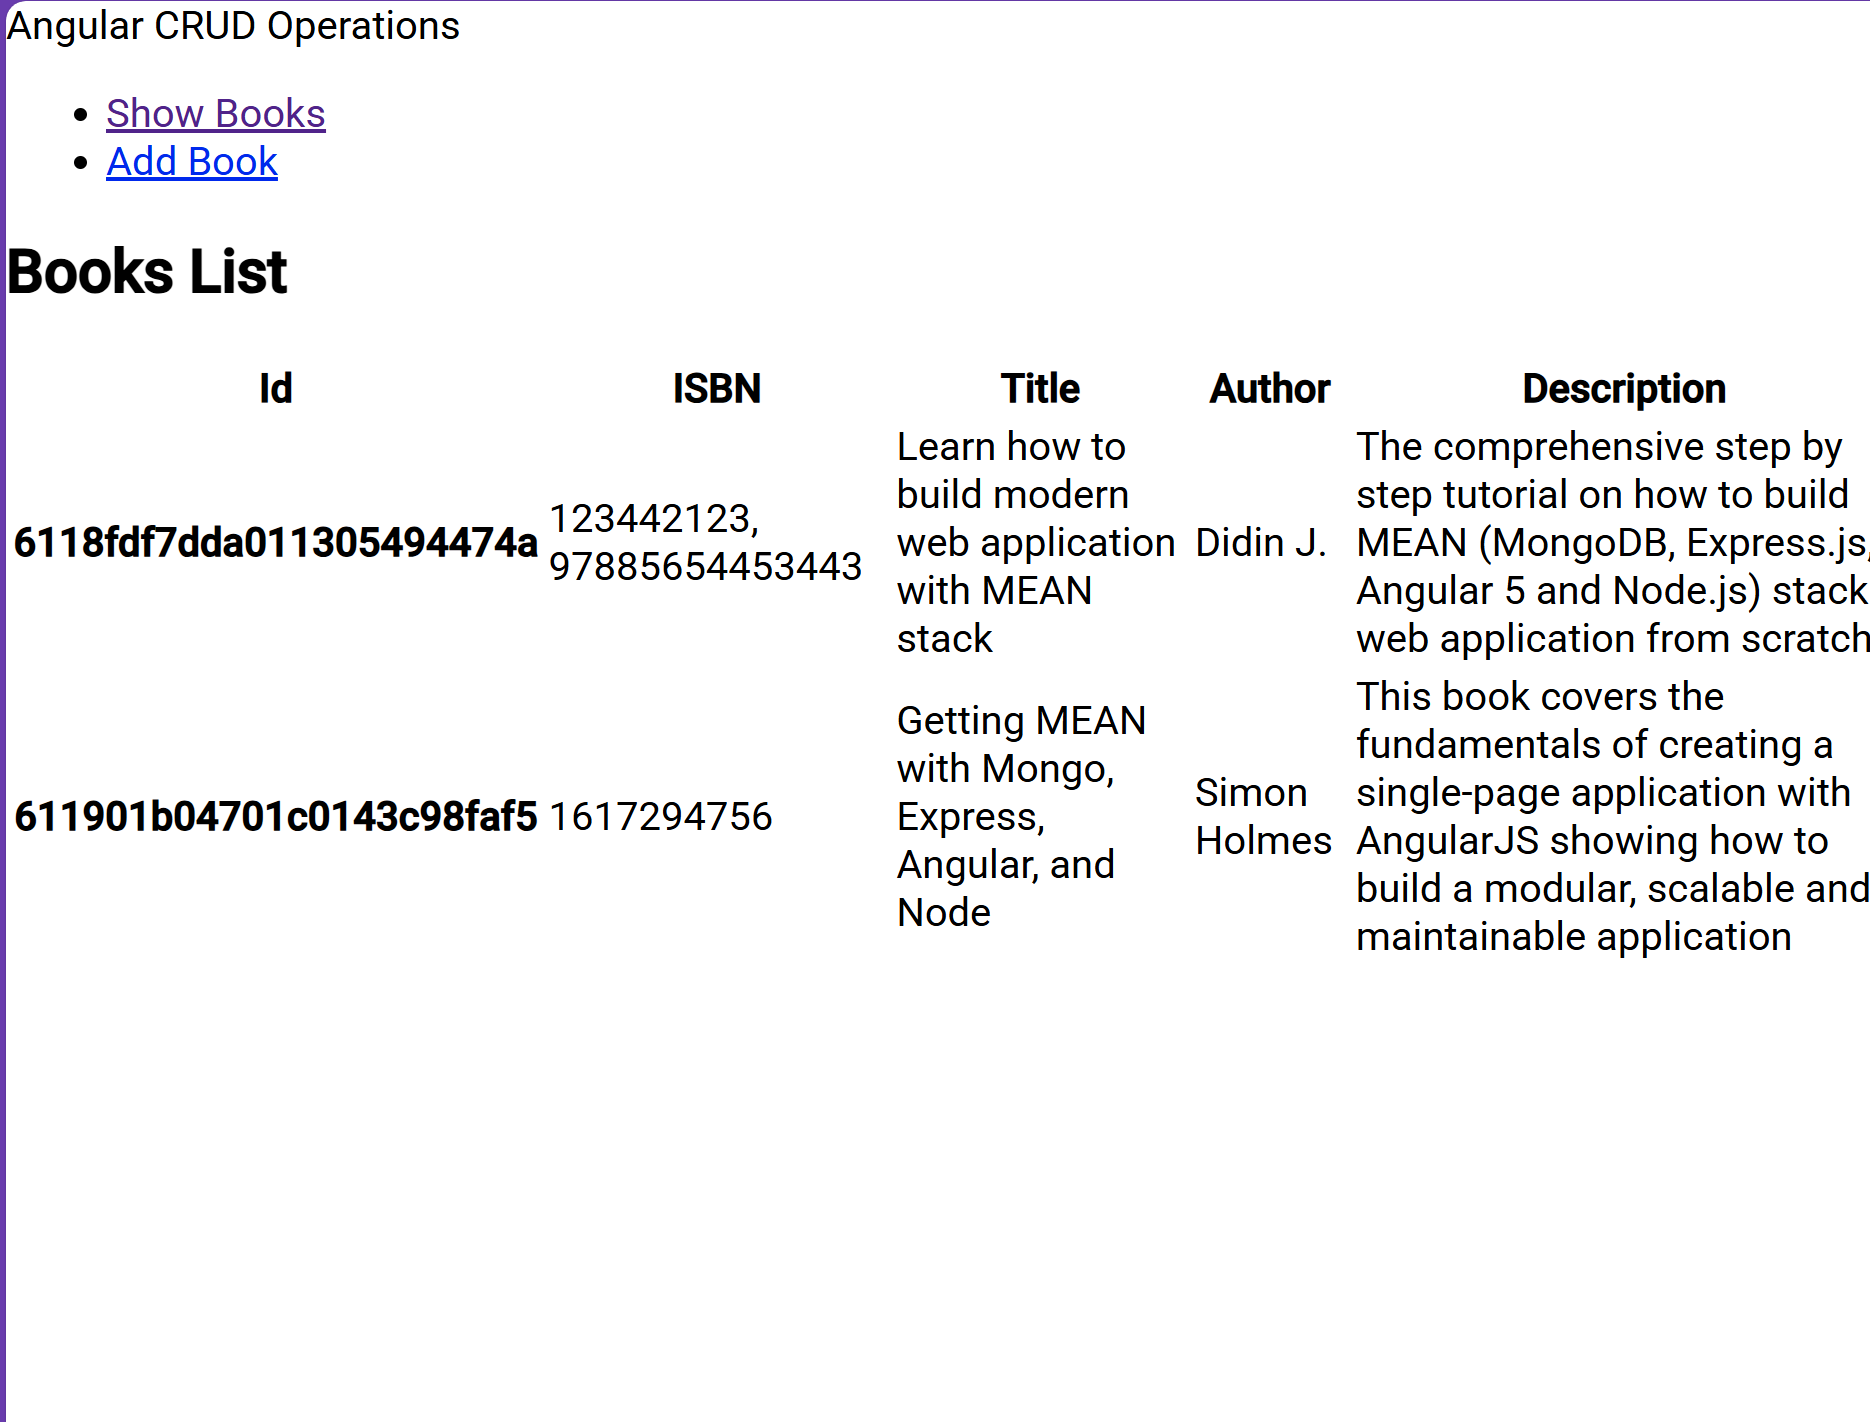 Angular CRUD Operations
Show Books
Add Book
Books List
Id ISBN Title Author Description
6118fdf7dda011305494474a
123442123,
97885654453443
Learn how to
build modern
web application
with MEAN
stack
Didin J.
The comprehensive step by
step tutorial on how to build
MEAN (MongoDB, Express.js,
Angular 5 and Node.js) stack
web application from scratch
611901b04701c0143c98faf5
1617294756
Getting MEAN
with Mongo,
Express,
Angular, and
Node
Simon
Holmes
This book covers the
fundamentals of creating a
single-page application with
AngularJS showing how to
build a modular, scalable and
maintainable application